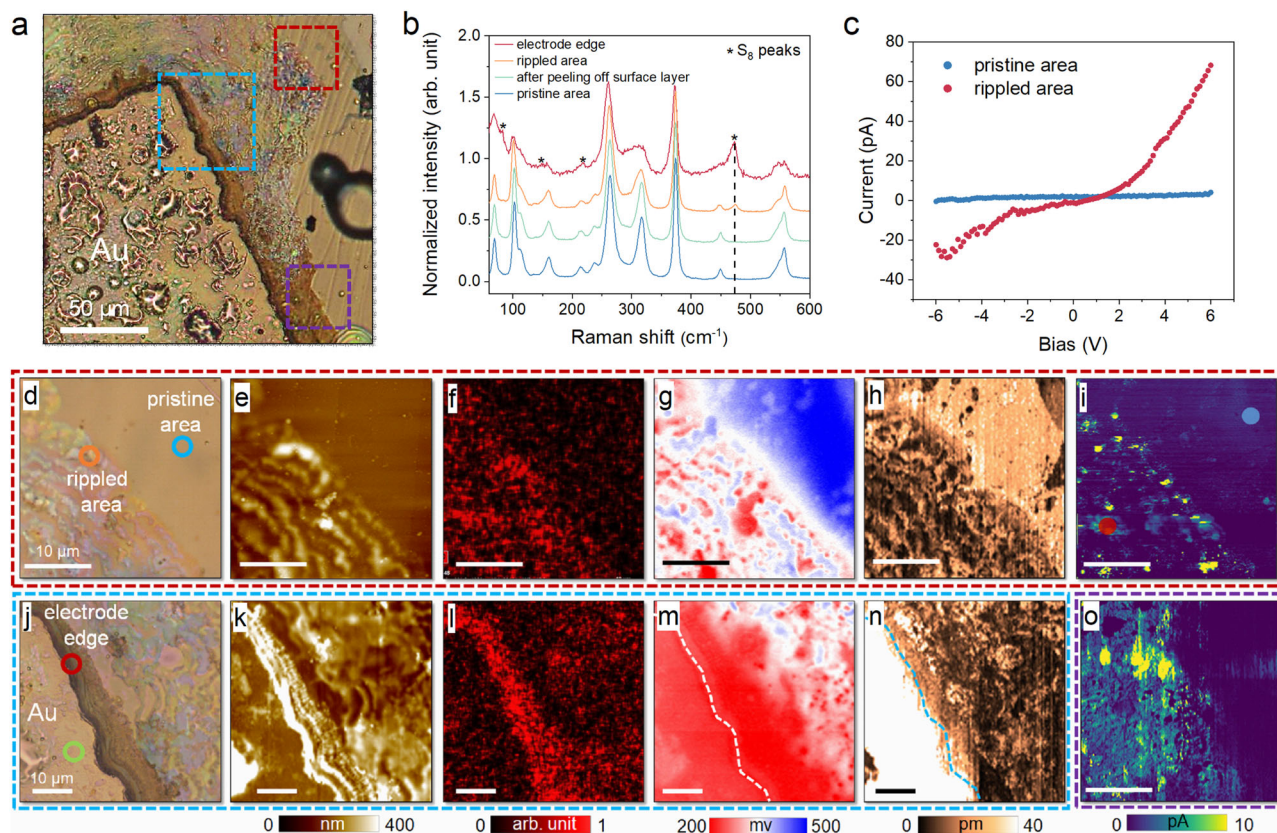 a
Au
50 µm
b
2.0
1.5
1.0
0.5
0.0
Normalized intensity (arb. unit)
electrode edge
rippled area
after peeling off surface layer
pristine area
* S8 peaks
*
*
*
*
100
200
300
400
500
600
Raman shift (cm-1)
c
80
60
40
20
0
-20
-40
Current (pA)
pristine area
rippled area
-6
-4
-2
0
2
4
6
Bias (V)
d
pristine
area
rippled
area
10 µm
e
f
g
h
i
j
electrode
edge
Au
10 µm
k
l
m
n
o
0 nm 400
0 arb. unit 1
200 mv 500
0 pm 40
0 pA 10